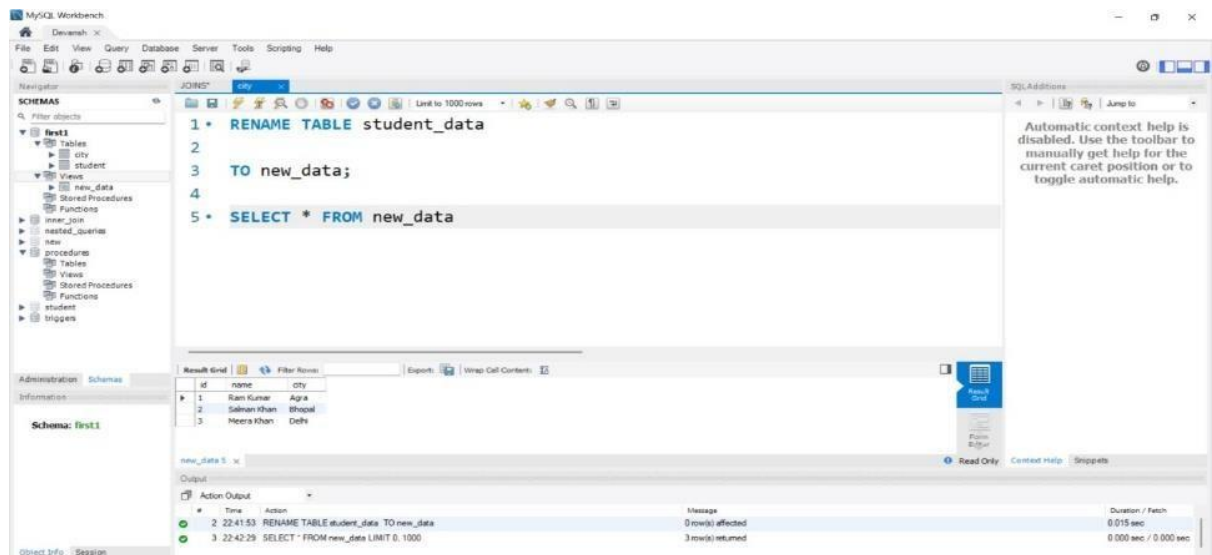 MySQL Workbench
Devansh ×
File Edit View Query Database Server Tools Scripting Help
Navigator
SCHEMAS
Filter objects
first1
Tables
city
student
Views
new_data
Stored Procedures
Functions
inner_join
nested_queries
new
procedures
Tables
Views
Stored Procedures
Functions
student
triggers
Administration Schemas
Information
Schema: first1
Object Info Session
JOINS* city ×
Limit to 1000 rows
1 • RENAME TABLE student_data
2
3 TO new_data;
4
5 • SELECT * FROM new_data
Result Grid Filter Rows: Export: Wrap Cell Content:
id name city
1 Ram Kumar Agra
2 Salman Khan Bhopal
3 Meera Khan Delhi
Result Grid
Form Editor
new_data 5 × Read Only
Output
Action Output
# Time Action Message Duration / Fetch
2 22:41:53 RENAME TABLE student_data TO new_data 0 row(s) affected 0.015 sec
3 22:42:29 SELECT * FROM new_data LIMIT 0, 1000 3 row(s) returned 0.000 sec / 0.000 sec
SQLAdditions
Jump to
Automatic context help is
disabled. Use the toolbar to
manually get help for the
current caret position or to
toggle automatic help.
Context Help Snippets